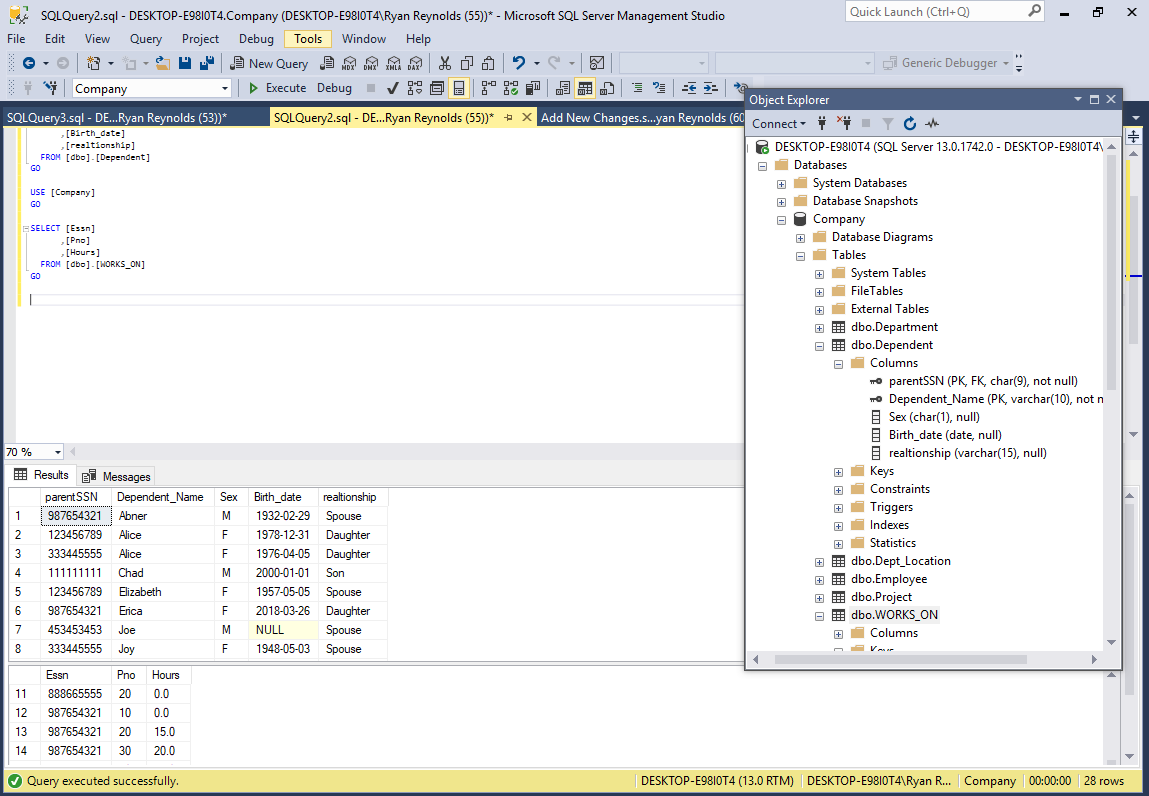 SQLQuery2.sql - DESKTOP-E98I0T4.Company (DESKTOP-E98I0T4\Ryan Reynolds (55))* - Microsoft SQL Server Management Studio
Quick Launch (Ctrl+Q)
File Edit View Query Project Debug Tools Window Help
New Query MDX DMX XMLA DAX Generic Debugger
Company Execute Debug
SQLQuery3.sql - DE...Ryan Reynolds (53))* SQLQuery2.sql - DE...Ryan Reynolds (55))* Add New Changes.s...yan Reynolds (60
,[Birth_date]
,[realtionship]
FROM [dbo].[Dependent]
GO
USE [Company]
GO
SELECT [Essn]
,[Pno]
,[Hours]
FROM [dbo].[WORKS_ON]
GO
Object Explorer
Connect
DESKTOP-E98I0T4 (SQL Server 13.0.1742.0 - DESKTOP-E98I0T4\
Databases
System Databases
Database Snapshots
Company
Database Diagrams
Tables
System Tables
FileTables
External Tables
dbo.Department
dbo.Dependent
Columns
parentSSN (PK, FK, char(9), not null)
Dependent_Name (PK, varchar(10), not n
Sex (char(1), null)
Birth_date (date, null)
realtionship (varchar(15), null)
Keys
Constraints
Triggers
Indexes
Statistics
dbo.Dept_Location
dbo.Employee
dbo.Project
dbo.WORKS_ON
Columns
Keys
70 %
Results Messages
parentSSN Dependent_Name Sex Birth_date realtionship
1 987654321 Abner M 1932-02-29 Spouse
2 123456789 Alice F 1978-12-31 Daughter
3 333445555 Alice F 1976-04-05 Daughter
4 111111111 Chad M 2000-01-01 Son
5 123456789 Elizabeth F 1957-05-05 Spouse
6 987654321 Erica F 2018-03-26 Daughter
7 453453453 Joe M NULL Spouse
8 333445555 Joy F 1948-05-03 Spouse
Essn Pno Hours
11 888665555 20 0.0
12 987654321 10 0.0
13 987654321 20 15.0
14 987654321 30 20.0
Query executed successfully. DESKTOP-E98I0T4 (13.0 RTM) DESKTOP-E98I0T4\Ryan R... Company 00:00:00 28 rows